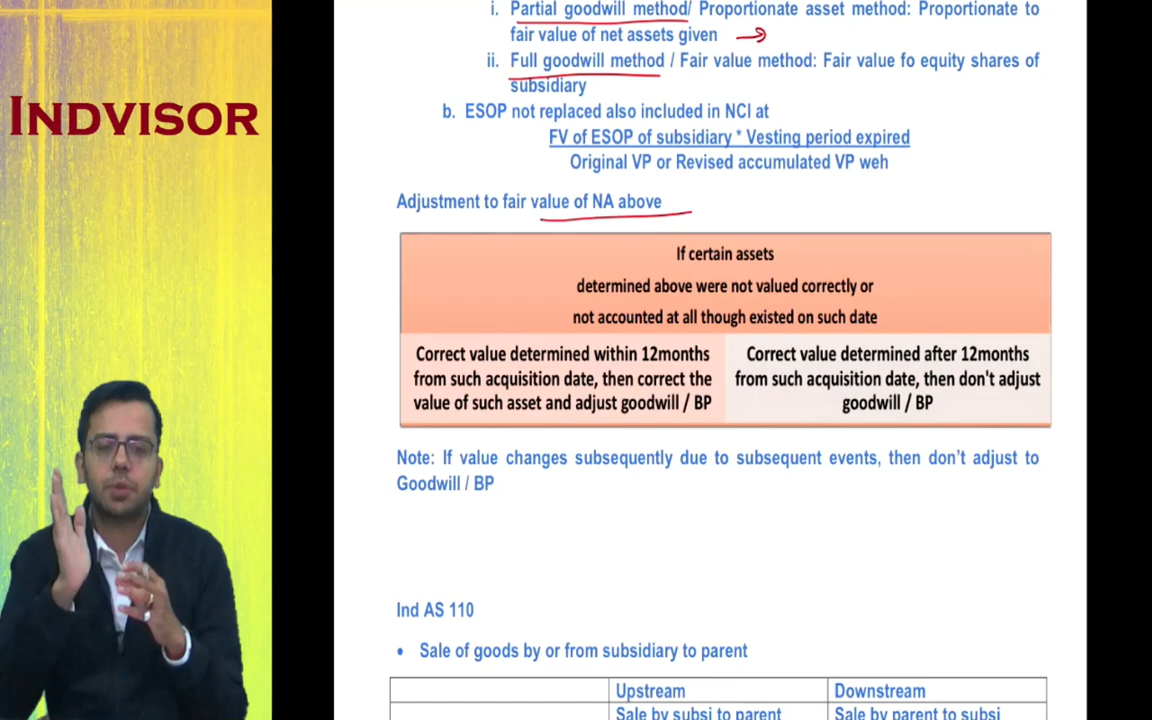 INDVISOR
i. Partial goodwill method/ Proportionate asset method: Proportionate to
fair value of net assets given
ii. Full goodwill method / Fair value method: Fair value fo equity shares of
subsidiary
b. ESOP not replaced also included in NCI at
FV of ESOP of subsidiary * Vesting period expired
Original VP or Revised accumulated VP weh
Adjustment to fair value of NA above
If certain assets
determined above were not valued correctly or
not accounted at all though existed on such date
Correct value determined within 12months
from such acquisition date, then correct the
value of such asset and adjust goodwill / BP
Correct value determined after 12months
from such acquisition date, then don't adjust
goodwill / BP
Note: If value changes subsequently due to subsequent events, then don’t adjust to
Goodwill / BP
Ind AS 110
• Sale of goods by or from subsidiary to parent
Upstream Downstream
Sale by subsi to parent Sale by parent to subsi